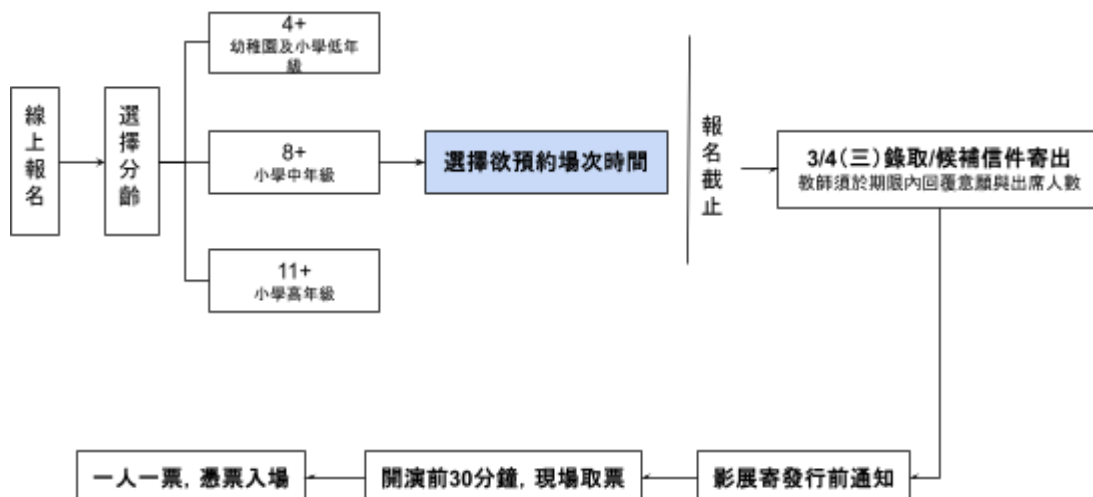 線上報名
選擇分齡
4+
幼稚園及小學低年
級
8+
小學中年級
11+
小學高年級
選擇欲預約場次時間
報名截止
3/4(三)錄取/候補信件寄出
教師須於期限內回覆意願與出席人數
影展寄發行前通知
開演前30分鐘, 現場取票
一人一票, 憑票入場